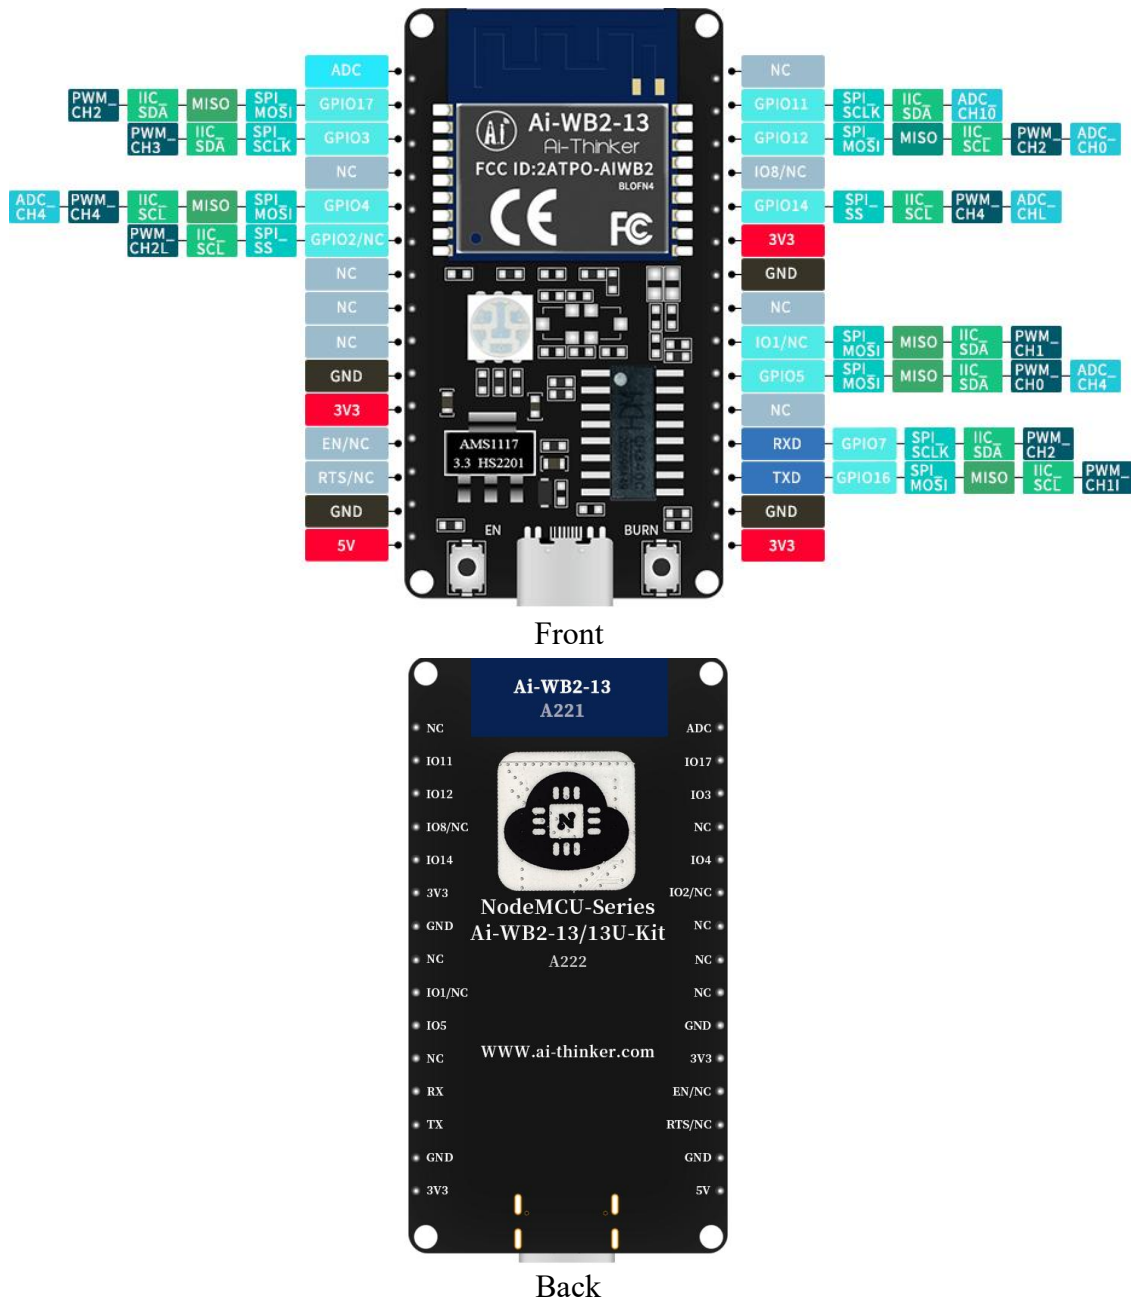 ADC
NC
PWM_CH2 IIC_SDA MISO SPI_MOSI GPIO17
GPIO11 SPI_SCLK IIC_SDA ADC_CH10
PWM_CH3 IIC_SDA SPI_SCLK GPIO3
GPIO12 SPI_MOSI MISO IIC_SCL PWM_CH2 ADC_CH0
NC
IO8/NC
ADC_CH4 PWM_CH4 IIC_SCL MISO SPI_MOSI GPIO4
GPIO14 SPI_SS IIC_SCL PWM_CH4 ADC_CHL
PWM_CH2L IIC_SCL SPI_SS GPIO2/NC
3V3
NC
GND
NC
NC
NC
IO1/NC SPI_MOSI MISO IIC_SDA PWM_CH1
GND
GPIO5 SPI_MOSI MISO IIC_SDA PWM_CH0 ADC_CH4
3V3
NC
EN/NC
RXD GPIO7 SPI_SCLK IIC_SDA PWM_CH2
RTS/NC
TXD GPIO16 SPI_MOSI MISO IIC_SCL PWM_CH1I
GND
GND
5V
3V3
Ai
Ai-WB2-13
Ai-Thinker
FCC ID:2ATPO-AIWB2
BLOFN4
CE FC
AMS1117
3.3 HS2201
EN
BURN
Front
Ai-WB2-13
A221
NC ADC
IO11 IO17
IO12 IO3
IO8/NC NC
IO14 IO4
3V3 IO2/NC
NodeMCU-Series
GND NC
Ai-WB2-13/13U-Kit
NC NC
A222
IO1/NC NC
IO5 GND
WWW.ai-thinker.com
NC 3V3
RX EN/NC
TX RTS/NC
GND GND
3V3 5V
Back